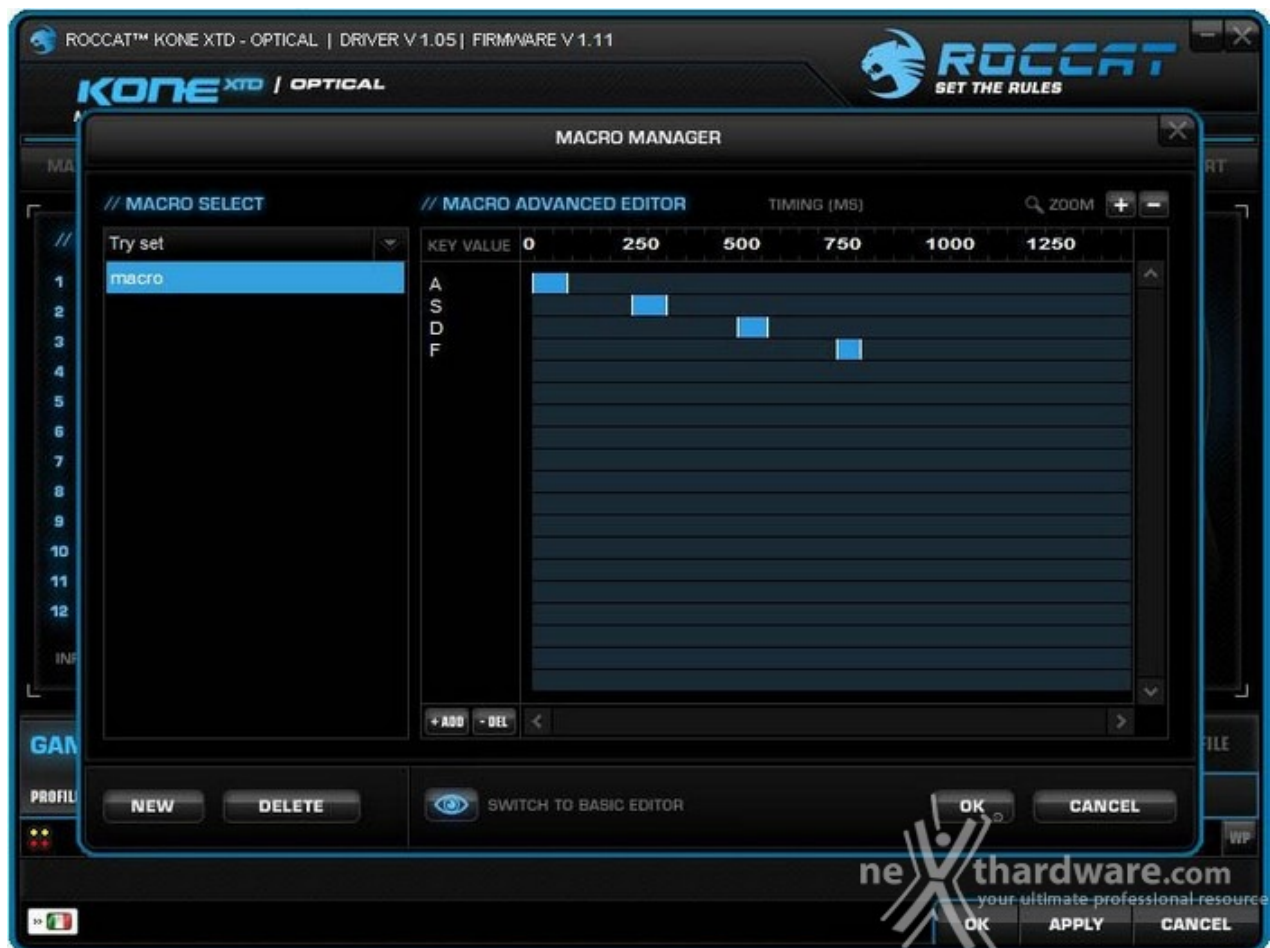 ROCCAT™ KONE XTD - OPTICAL | DRIVER V 1.05 | FIRMWARE V 1.11
ROCCAT
SET THE RULES
KONE XTD / OPTICAL
MACRO MANAGER
// MACRO SELECT
// MACRO ADVANCED EDITOR
TIMING (MS)
ZOOM + -
Try set
KEY VALUE 0 250 500 750 1000 1250
macro
A
S
D
F
//
1
2
3
4
5
6
7
8
9
10
11
12
+ ADD - DEL
NEW DELETE
SWITCH TO BASIC EDITOR
OK CANCEL
WP
nexthardware.com
your ultimate professional resource
OK APPLY CANCEL